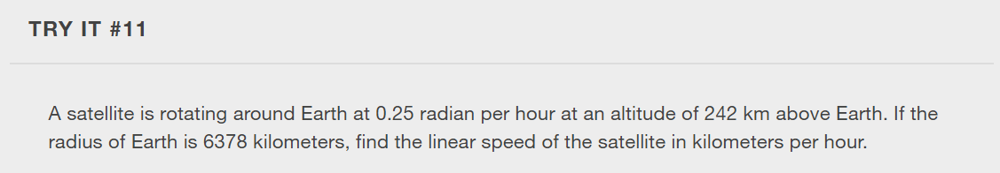 TRY IT #11
A satellite is rotating around Earth at 0.25 radian per hour at an altitude of 242 km above Earth. If the
radius of Earth is 6378 kilometers, find the linear speed of the satellite in kilometers per hour.